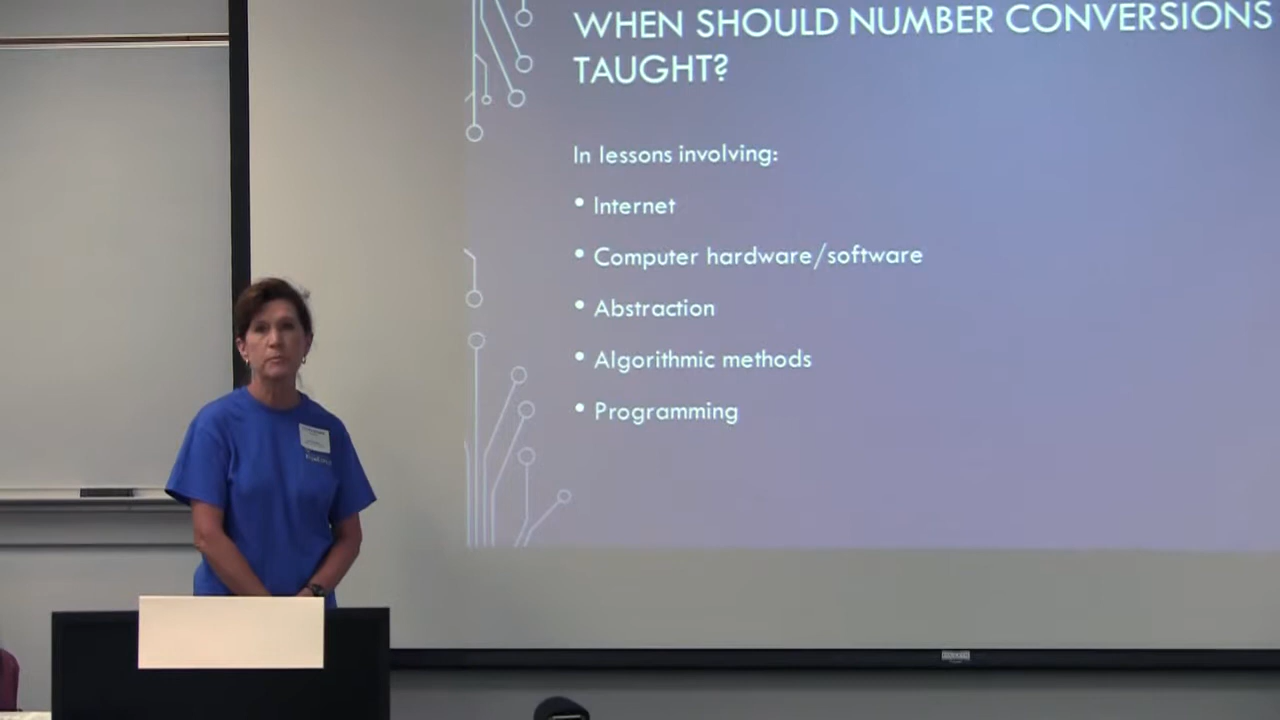 WHEN SHOULD NUMBER CONVERSIONS
TAUGHT?
In lessons involving:
• Internet
• Computer hardware/software
• Abstraction
• Algorithmic methods
• Programming